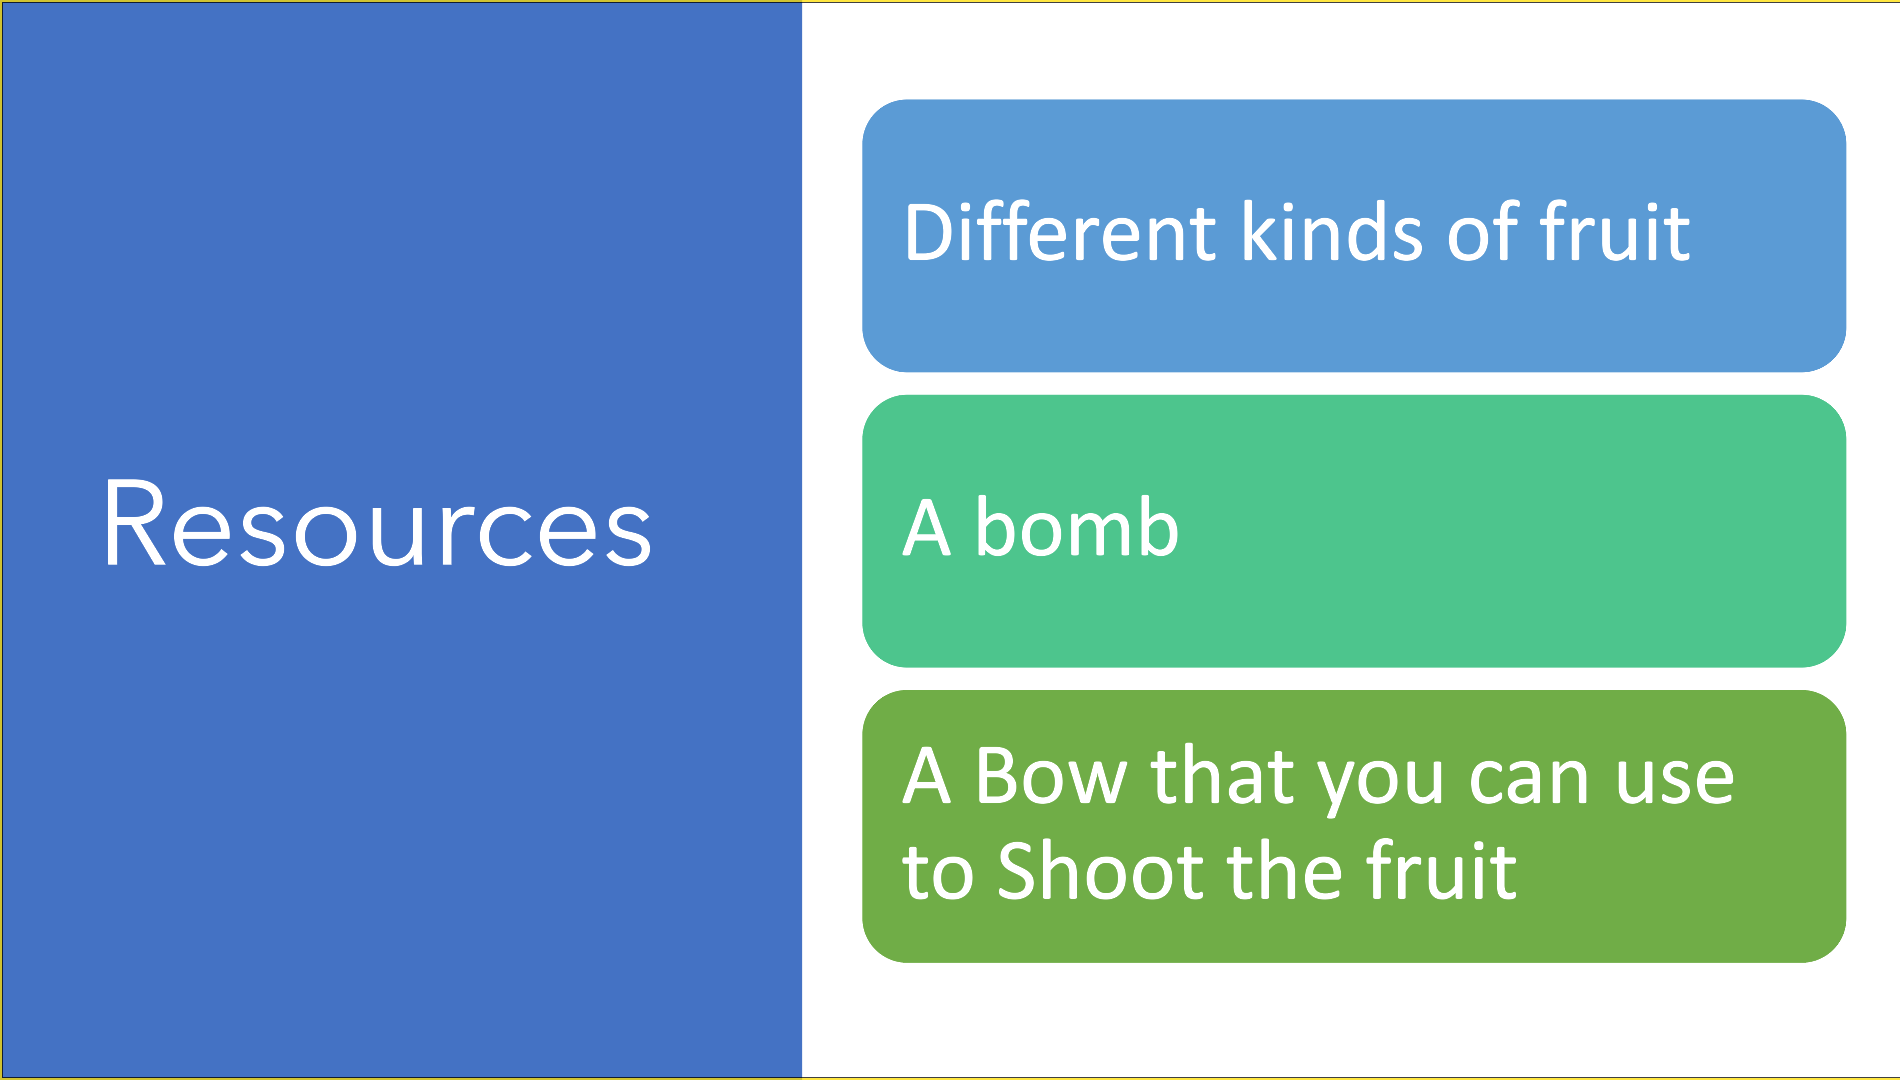 Resources
Different kinds of fruit
A bomb
A Bow that you can use
to Shoot the fruit